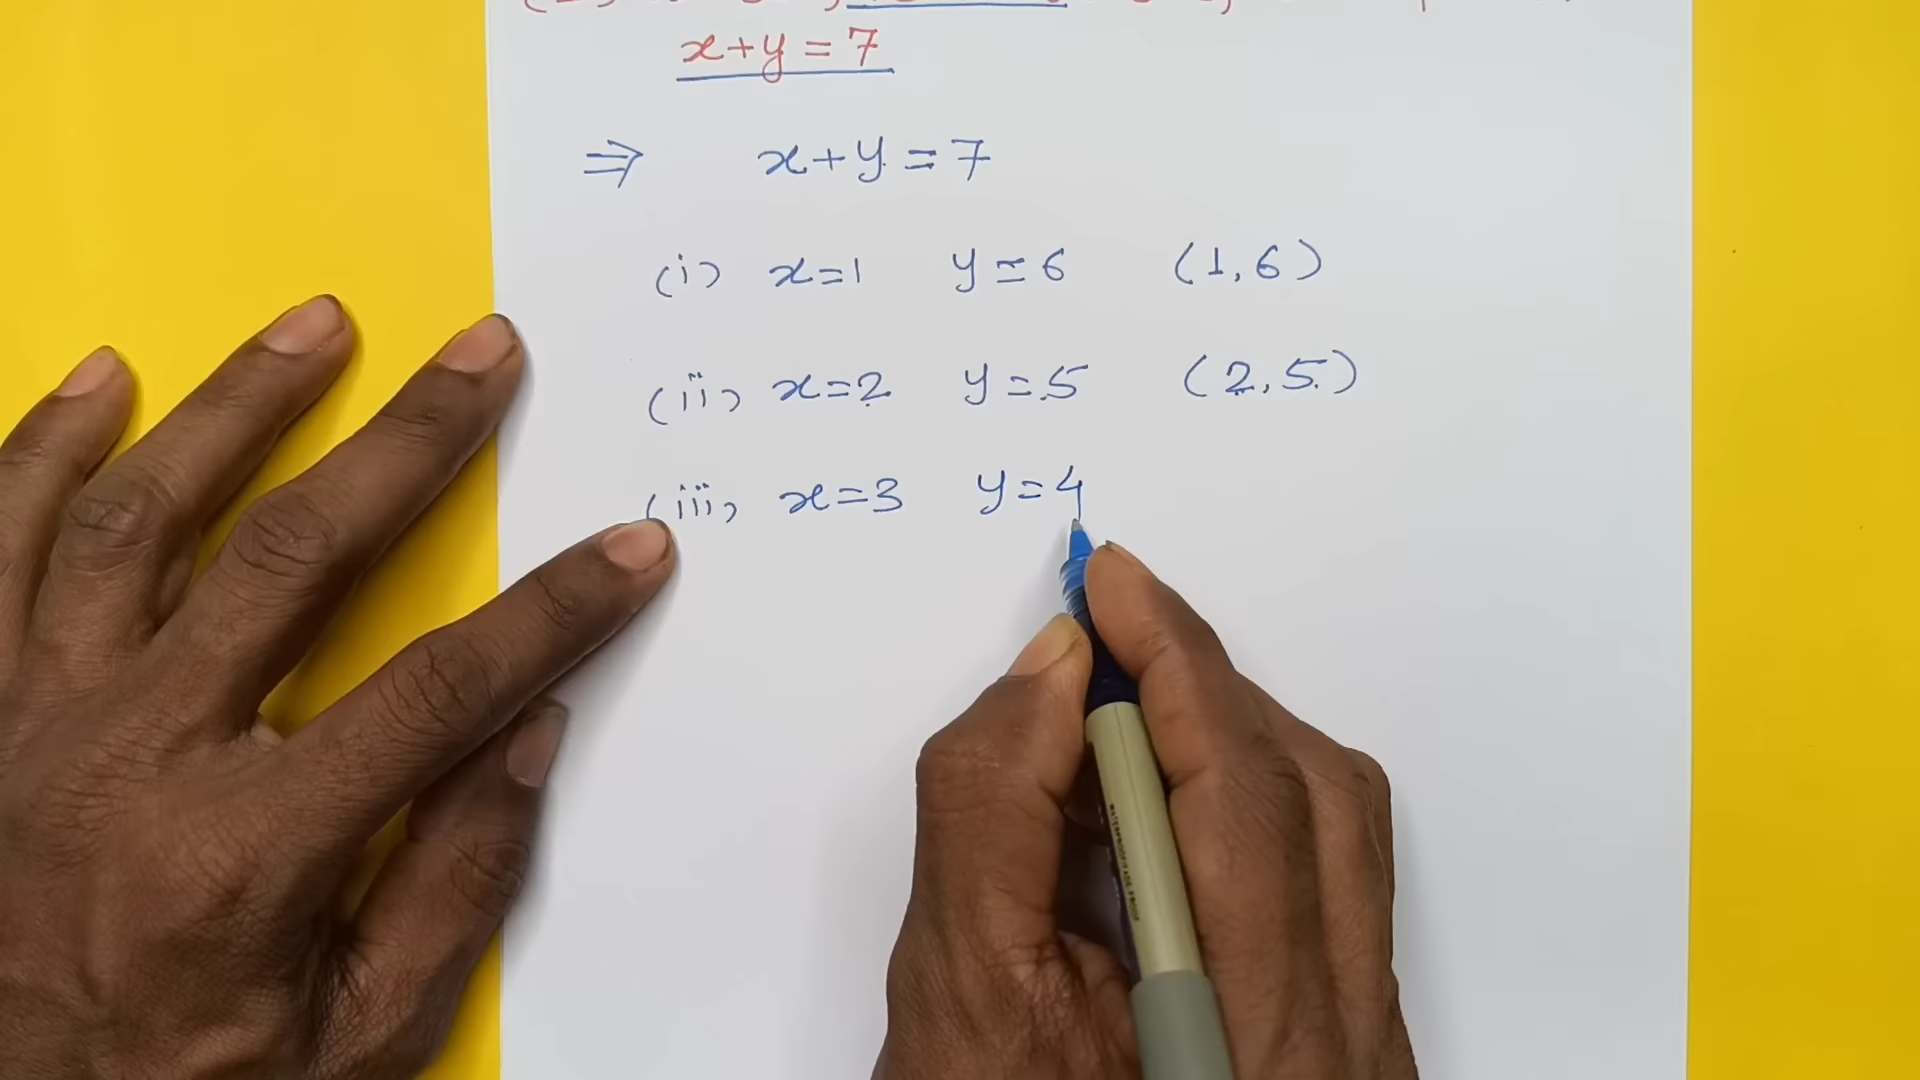 x+y=7
⇒ x+y=7
(i) x=1 y=6 (1,6)
(ii) x=2 y=5 (2,5)
(iii) x=3 y=4